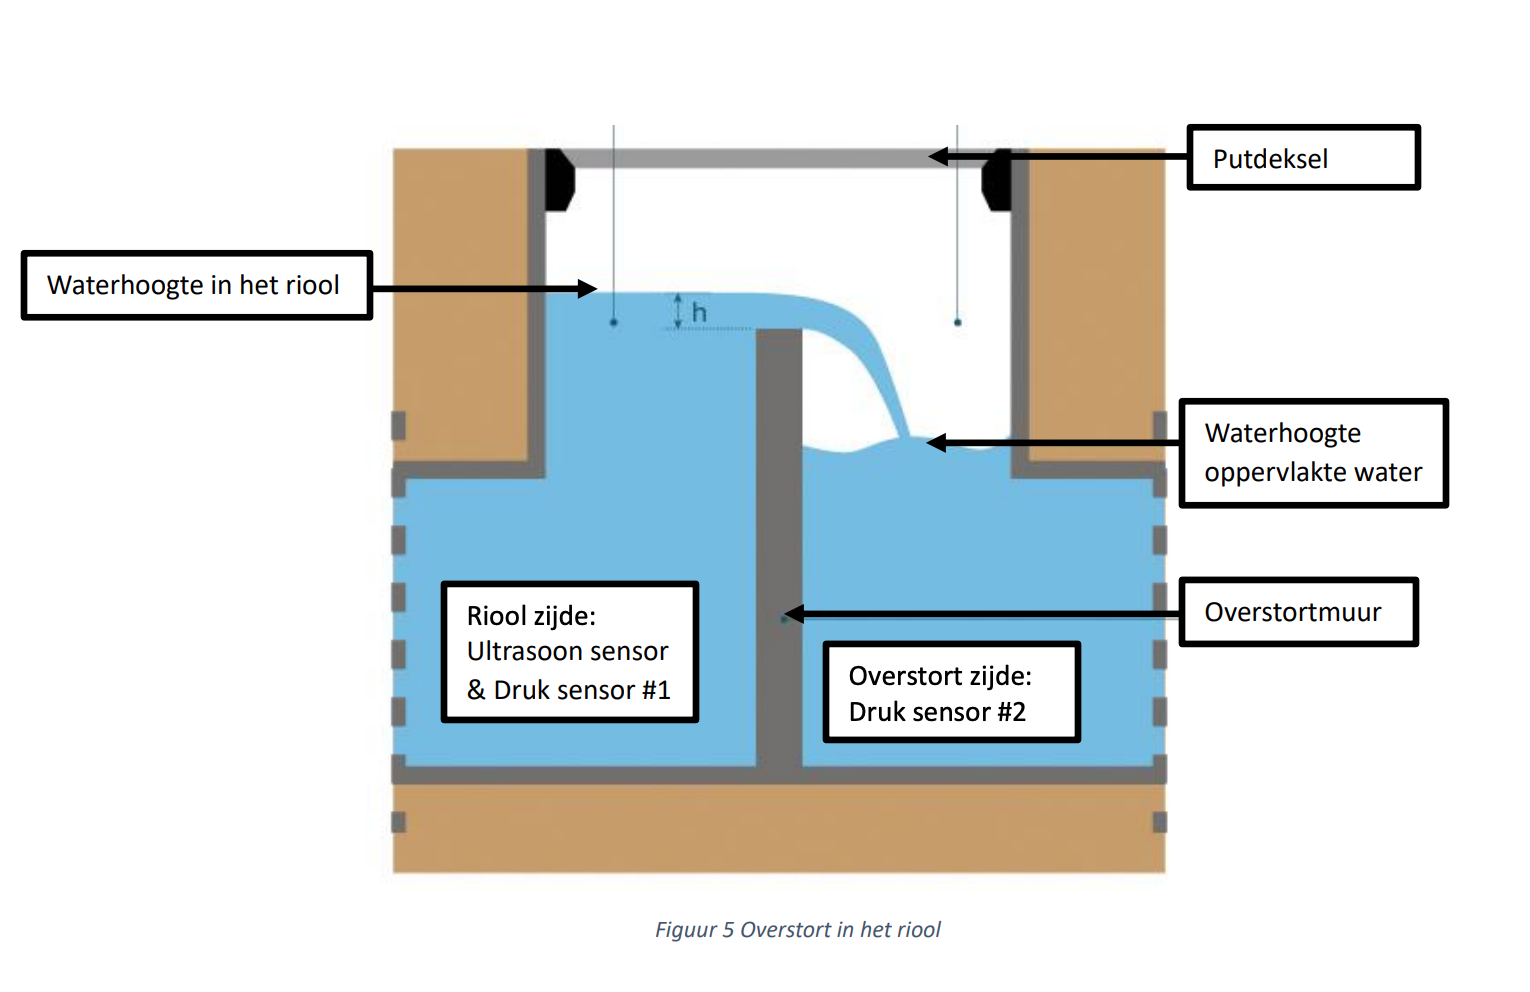 Putdeksel
Waterhoogte in het riool
h
Waterhoogte
oppervlakte water
Riool zijde:
Ultrasoon sensor
& Druk sensor #1
Overstortmuur
Overstort zijde:
Druk sensor #2
Figuur 5 Overstort in het riool